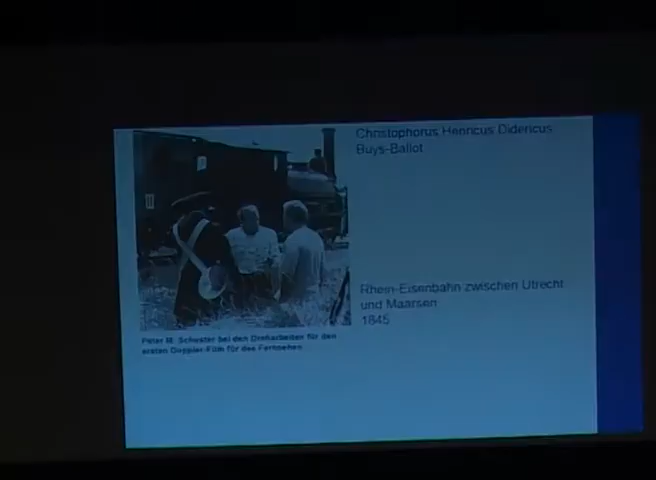 Christophorus Henricus Didericus
Buys-Ballot
Rhein-Eisenbahn zwischen Utrecht
und Maarsen
1845
Peter M. Schuster bei den Dreharbeiten für den
ersten Doppler-Film für das Fernsehen